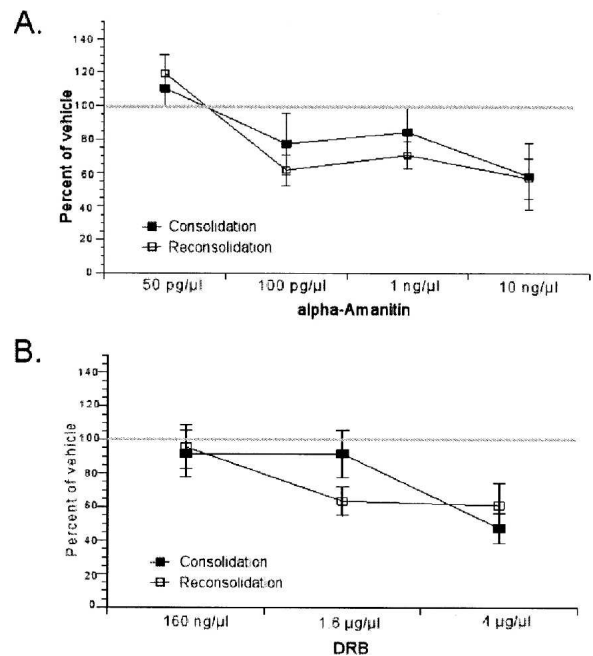 A.
140
120
100
80
60
40
20
0
Percent of vehicle
Consolidation
Reconsolidation
50 pg/µl 100 pg/µl 1 ng/µl 10 ng/µl
alpha-Amanitin
B.
140
120
100
80
60
40
20
0
Percent of vehicle
Consolidation
Reconsolidation
160 ng/µl 1.6 µg/µl 4 µg/µl
DRB